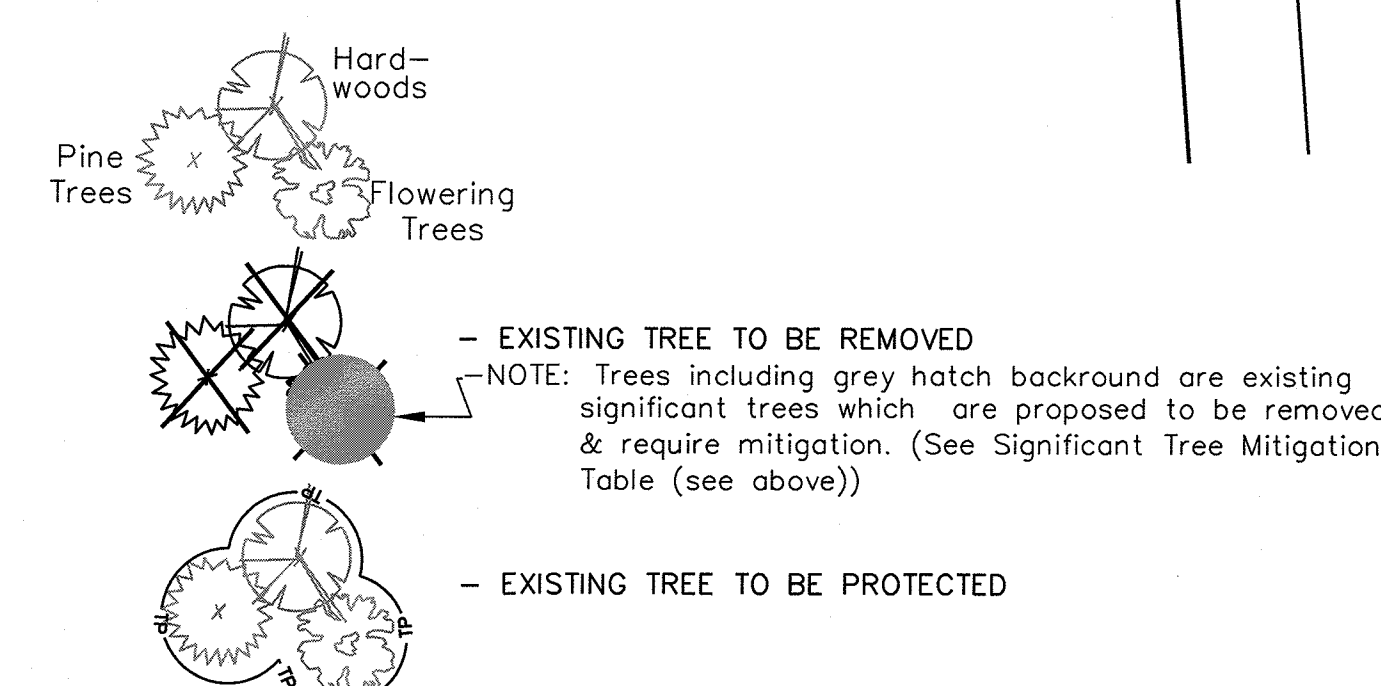 Hard-
woods
Pine
Trees
Flowering
Trees
- EXISTING TREE TO BE REMOVED
NOTE: Trees including grey hatch backround are existing
significant trees which are proposed to be removed
& require mitigation. (See Significant Tree Mitigation
Table (see above))
TP
- EXISTING TREE TO BE PROTECTED
TP
TP
TP